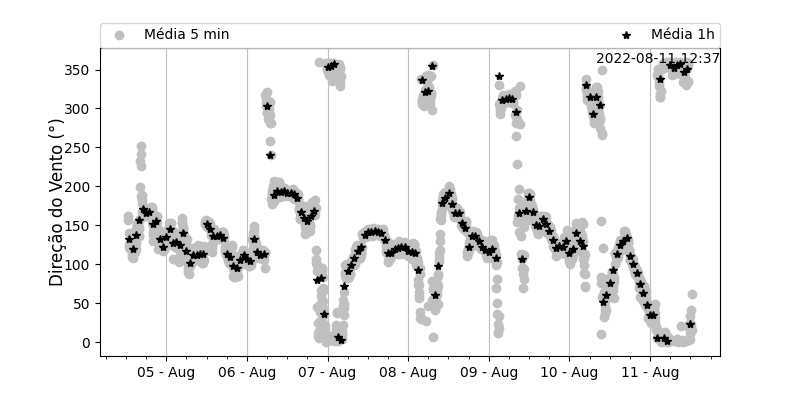 Média 5 min
Média 1h
2022-08-11 12:37
Direção do Vento (°)
350
300
250
200
150
100
50
0
05 - Aug
06 - Aug
07 - Aug
08 - Aug
09 - Aug
10 - Aug
11 - Aug